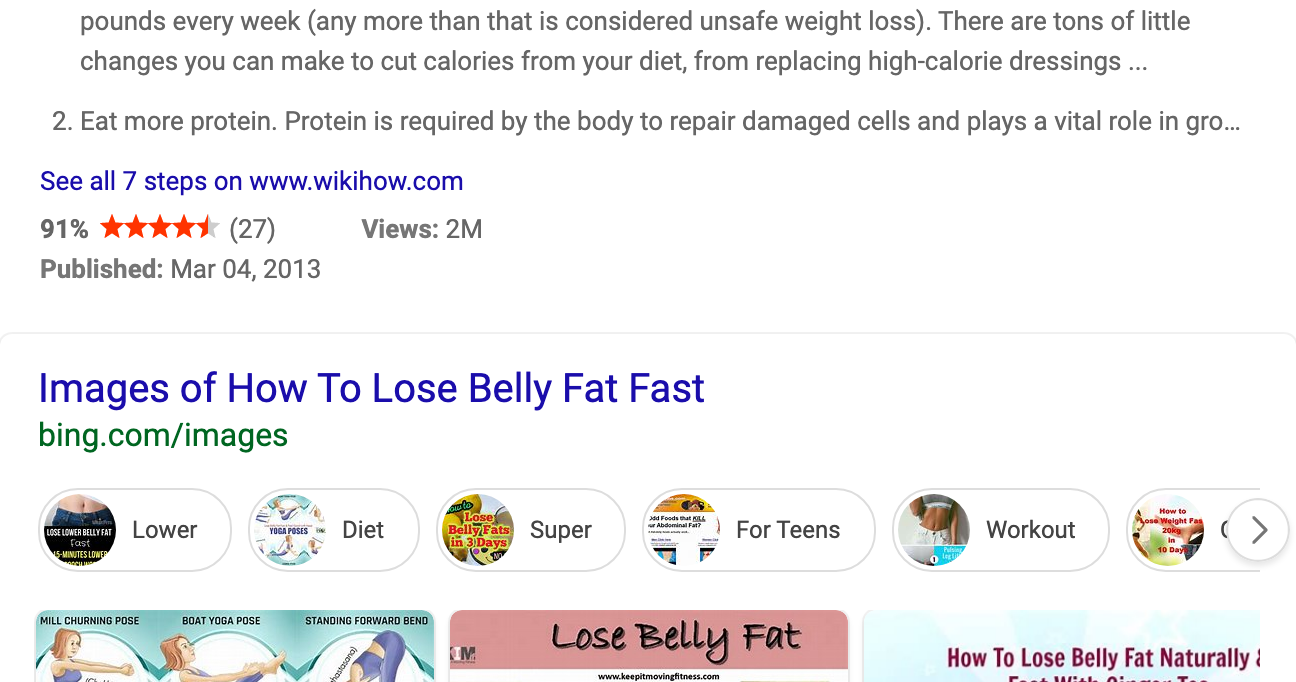 pounds every week (any more than that is considered unsafe weight loss). There are tons of little
changes you can make to cut calories from your diet, from replacing high-calorie dressings ...
2. Eat more protein. Protein is required by the body to repair damaged cells and plays a vital role in gro...
See all 7 steps on www.wikihow.com
91% (27) Views: 2M
Published: Mar 04, 2013
Images of How To Lose Belly Fat Fast
bing.com/images
LOSE LOWER BELLY FAT
Fast
Lower
YOGA POSES
Diet
How to
Lose
Belly Fats
in 3 Days
Super
Odd Foods that KILL
Abdominal Fat?
For Teens
Workout
How to
Lose Weight Fas
20kg
in
10 Days
MILL CHURNING POSE
BOAT YOGA POSE
STANDING FORWARD BEND
Lose Belly Fat
www.keepitmovingfitness.com
How To Lose Belly Fat Naturally &
Fast With Ginger Tea